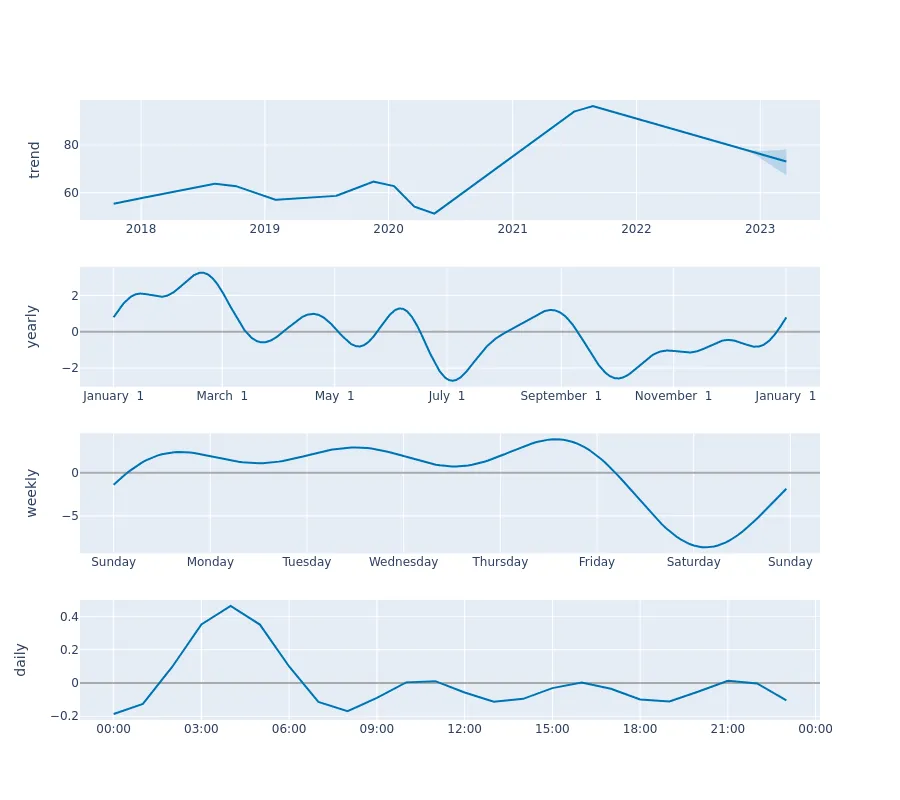 trend
80
60
2018 2019 2020 2021 2022 2023
yearly
2
0
−2
January 1 March 1 May 1 July 1 September 1 November 1 January 1
weekly
0
−5
Sunday Monday Tuesday Wednesday Thursday Friday Saturday Sunday
daily
0.4
0.2
0
−0.2
00:00 03:00 06:00 09:00 12:00 15:00 18:00 21:00 00:00